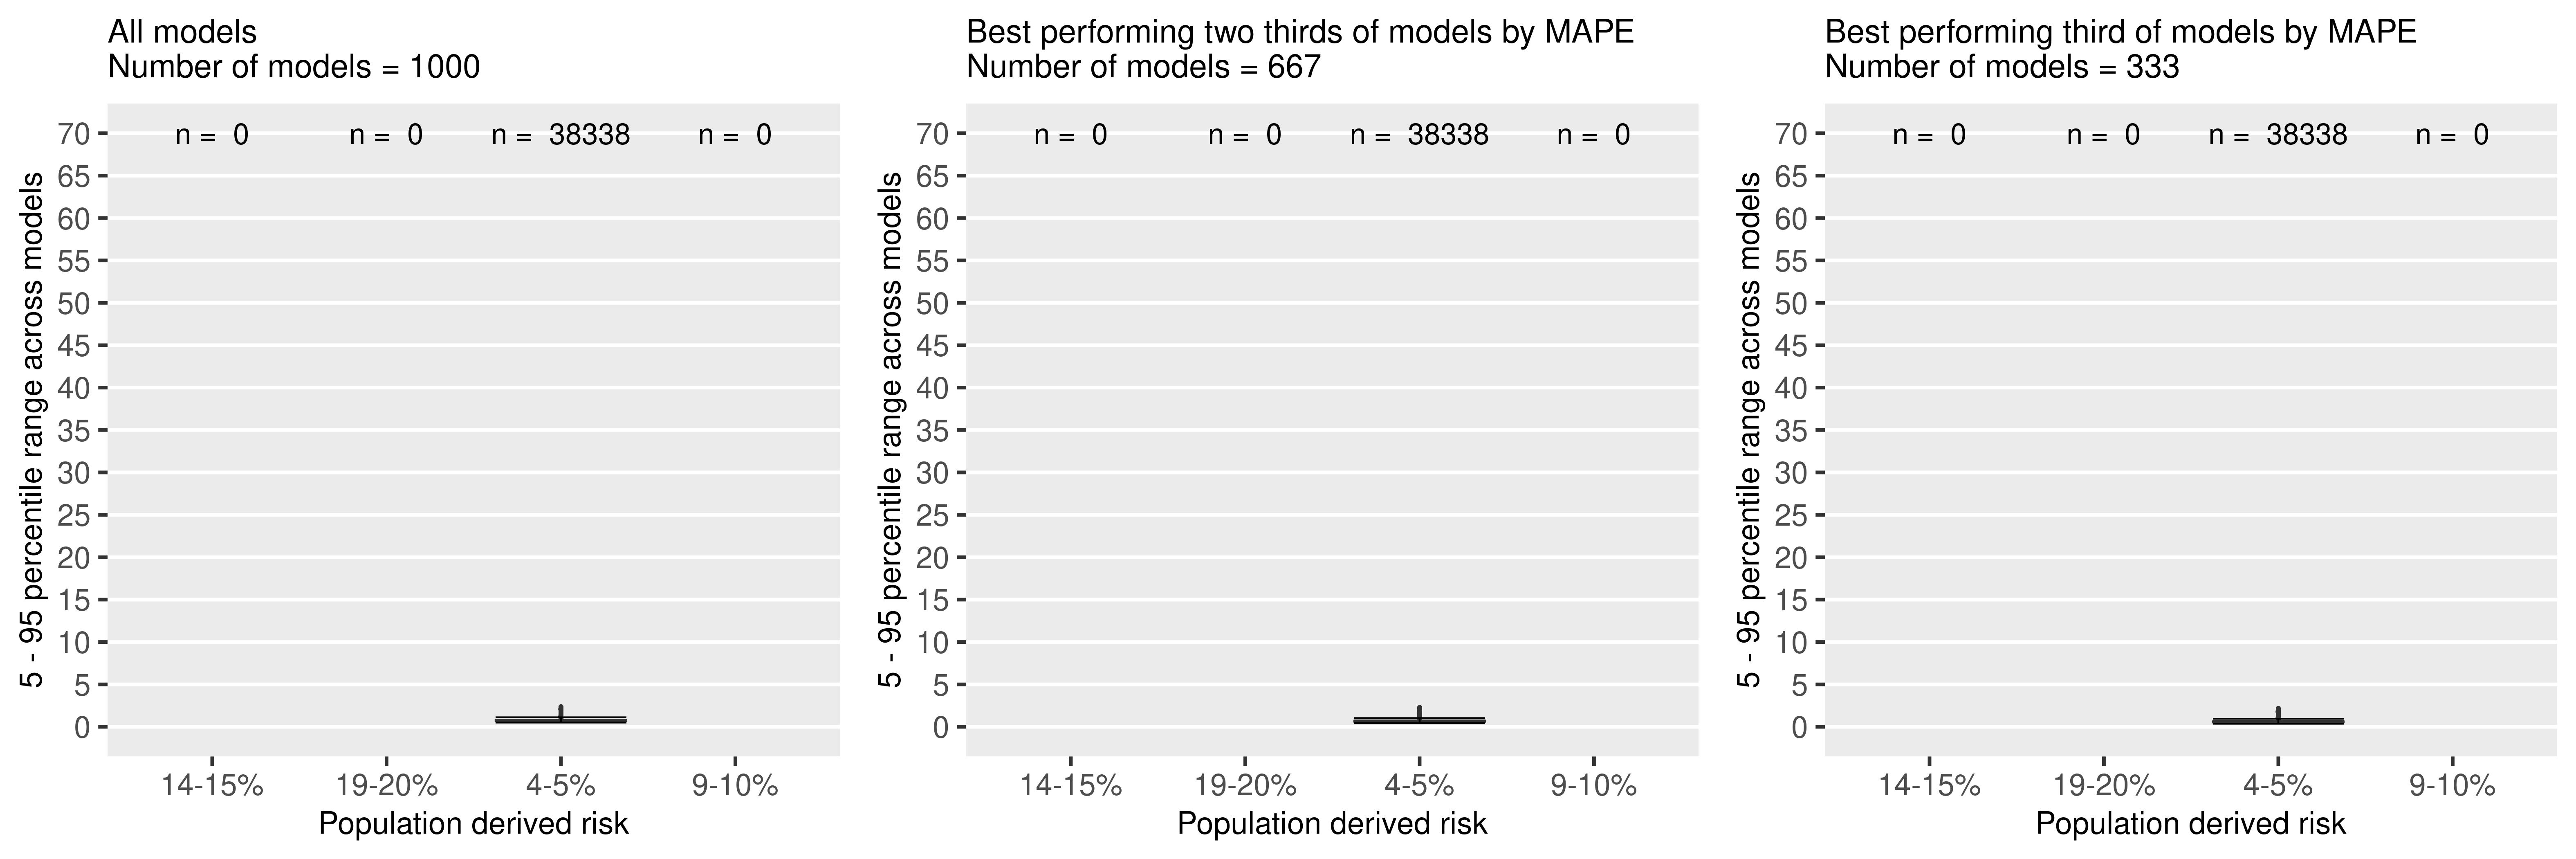 All models
Number of models = 1000
n = 0 n = 0 n = 38338 n = 0
70
65
60
55
50
45
40
35
30
25
20
15
10
5
0
5 - 95 percentile range across models
14-15% 19-20% 4-5% 9-10%
Population derived risk
Best performing two thirds of models by MAPE
Number of models = 667
n = 0 n = 0 n = 38338 n = 0
70
65
60
55
50
45
40
35
30
25
20
15
10
5
0
5 - 95 percentile range across models
14-15% 19-20% 4-5% 9-10%
Population derived risk
Best performing third of models by MAPE
Number of models = 333
n = 0 n = 0 n = 38338 n = 0
70
65
60
55
50
45
40
35
30
25
20
15
10
5
0
5 - 95 percentile range across models
14-15% 19-20% 4-5% 9-10%
Population derived risk